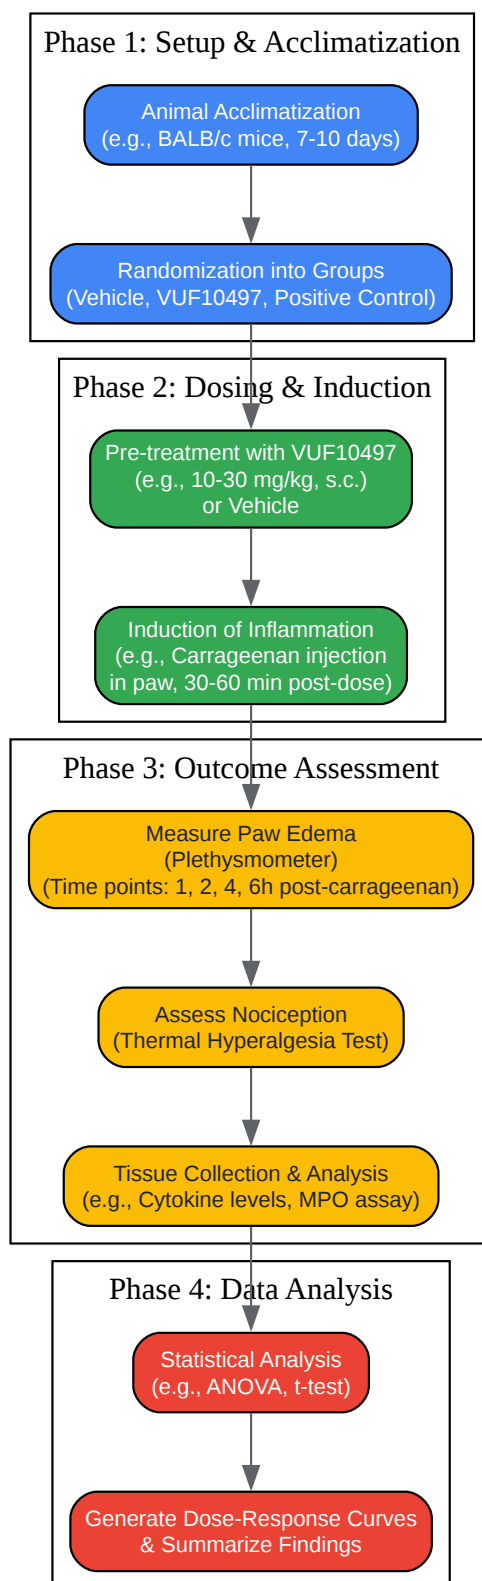 Phase 1: Setup & Acclimatization
Animal Acclimatization
(e.g., BALB/c mice, 7-10 days)
Randomization into Groups
(Vehicle, VUF10497, Positive Control)
Phase 2: Dosing & Induction
Pre-treatment with VUF10497
(e.g., 10-30 mg/kg, s.c.)
or Vehicle
Induction of Inflammation
(e.g., Carrageenan injection
in paw, 30-60 min post-dose)
Phase 3: Outcome Assessment
Measure Paw Edema
(Plethysmometer)
(Time points: 1, 2, 4, 6h post-carrageenan)
Assess Nociception
(Thermal Hyperalgesia Test)
Tissue Collection & Analysis
(e.g., Cytokine levels, MPO assay)
Phase 4: Data Analysis
Statistical Analysis
(e.g., ANOVA, t-test)
Generate Dose-Response Curves
& Summarize Findings